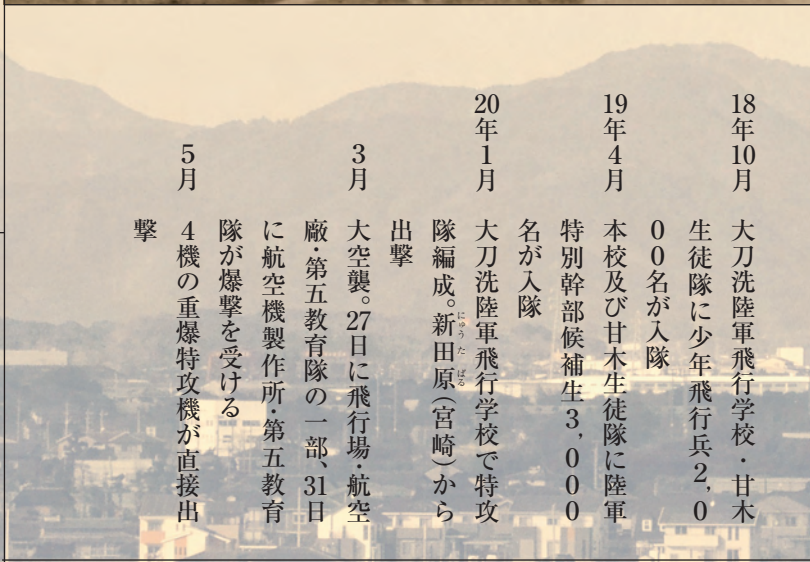 18年10月　大刀洗陸軍飛行学校・甘木
生徒隊に少年飛行兵2,0
00名が入隊
19年4月　本校及び甘木生徒隊に陸軍
特別幹部候補生3,000
名が入隊
20年1月　大刀洗陸軍飛行学校で特攻
隊編成。新田原(宮崎)から
にゅうたばる
出撃
3月　大空襲。27日に飛行場・航空
廠・第五教育隊の一部、31日
に航空機製作所・第五教育
隊が爆撃を受ける
5月　4機の重爆特攻機が直接出
撃